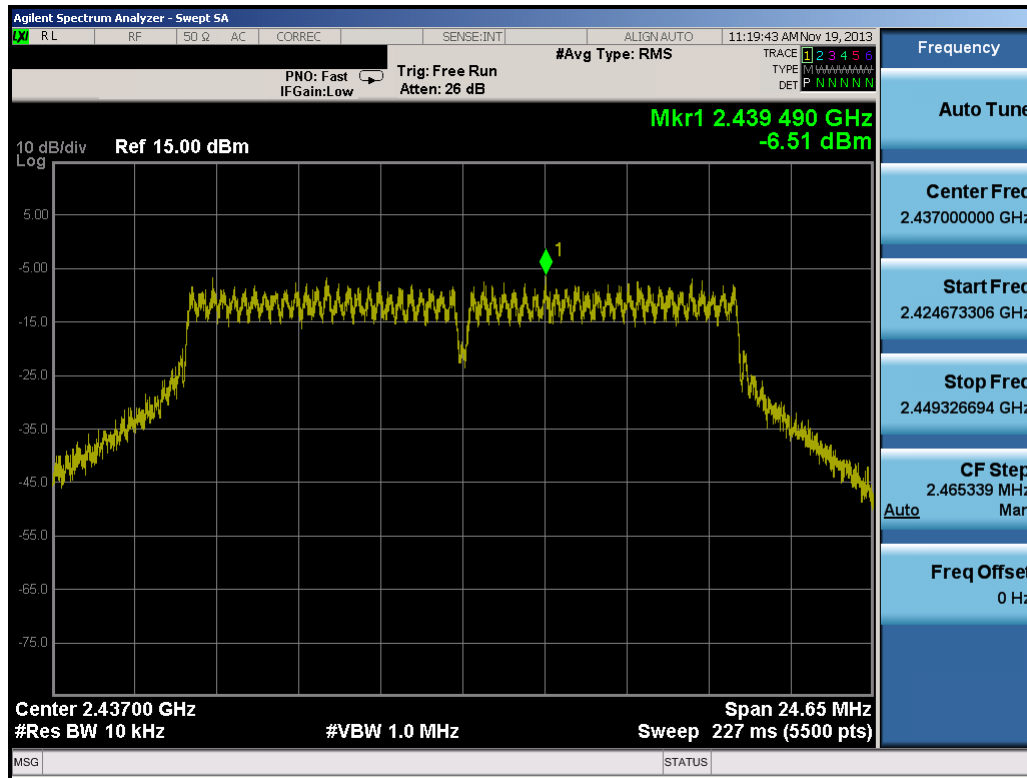 Agilent Spectrum Analyzer - Swept SA
LXI RL RF 50 Ω AC CORREC SENSE:INT ALIGN AUTO 11:19:43 AM Nov 19, 2013
Frequency
#Avg Type: RMS
TRACE 1 2 3 4 5 6
PNO: Fast Trig: Free Run
TYPE M WWWWW
IFGain:Low Atten: 26 dB
DET P N N N N N
Auto Tune
Mkr1 2.439 490 GHz
-6.51 dBm
10 dB/div Ref 15.00 dBm
Log
Center Freq
2.437000000 GHz
5.00
-5.00
-15.0
-25.0
-35.0
-45.0
-55.0
-65.0
-75.0
1
Start Freq
2.424673306 GHz
Stop Freq
2.449326694 GHz
CF Step
2.465339 MHz
Auto Man
Freq Offset
0 Hz
Center 2.43700 GHz Span 24.65 MHz
#Res BW 10 kHz #VBW 1.0 MHz Sweep 227 ms (5500 pts)
MSG STATUS